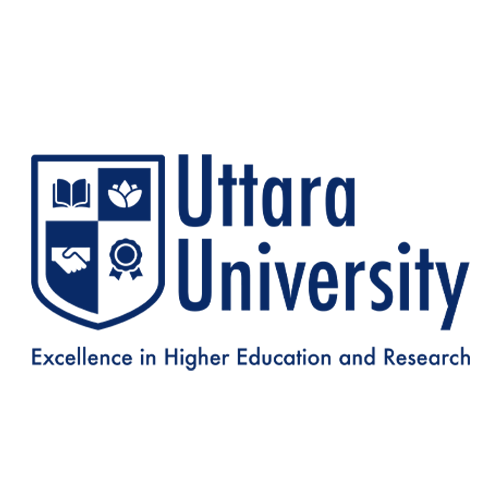 Uttara
University
Excellence in Higher Education and Research